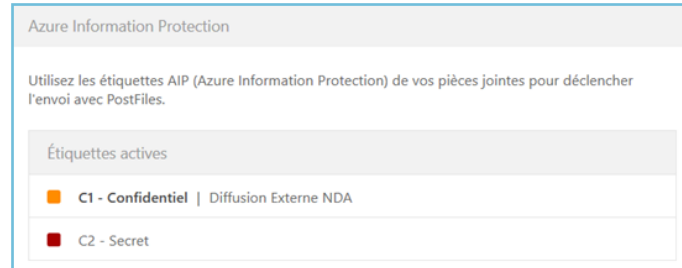 Azure Information Protection
Utilisez les étiquettes AIP (Azure Information Protection) de vos pièces jointes pour déclencher
l'envoi avec PostFiles.
Étiquettes actives
C1 - Confidentiel | Diffusion Externe NDA
C2 - Secret